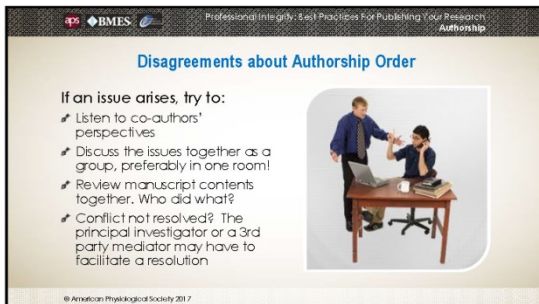 Professional Integrity: Best Practices For Publishing Your Research
aps BMES
Authorship
Disagreements about Authorship Order
If an issue arises, try to:
Listen to co-authors'
perspectives
Discuss the issues together as a
group, preferably in one room!
Review manuscript contents
together. Who did what?
Conflict not resolved? The
principal investigator or a 3rd
party mediator may have to
facilitate a resolution
© American Physiological Society 2017